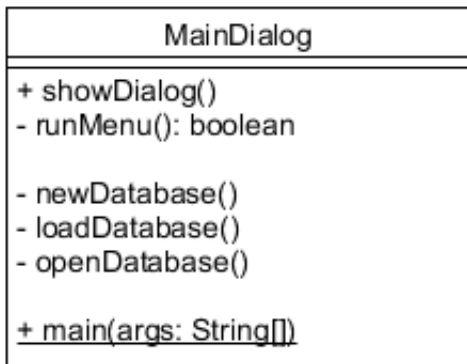 MainDialog
+ showDialog()
- runMenu(): boolean
- newDatabase()
- loadDatabase()
- openDatabase()
+ main(args: String[])